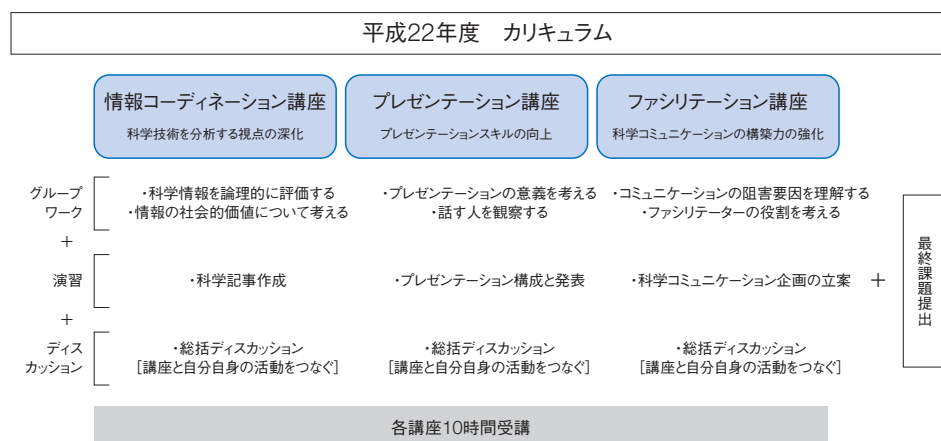 平成22年度　カリキュラム
情報コーディネーション講座
科学技術を分析する視点の深化
プレゼンテーション講座
プレゼンテーションスキルの向上
ファシリテーション講座
科学コミュニケーションの構築力の強化
グループ
ワーク
・科学情報を論理的に評価する
・情報の社会的価値について考える
・プレゼンテーションの意義を考える
・話す人を観察する
・コミュニケーションの阻害要因を理解する
・ファシリテーターの役割を考える
+
演習
・科学記事作成
・プレゼンテーション構成と発表
・科学コミュニケーション企画の立案
+
最終課題提出
+
ディス
カッション
・総括ディスカッション
[講座と自分自身の活動をつなぐ]
・総括ディスカッション
[講座と自分自身の活動をつなぐ]
・総括ディスカッション
[講座と自分自身の活動をつなぐ]
各講座10時間受講